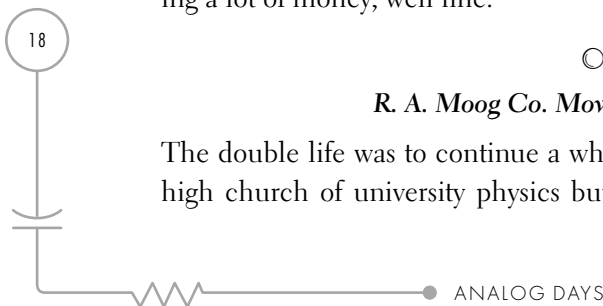 ing a lot of money, well fine.
18
R. A. Moog Co. Mov
The double life was to continue a wh
high church of university physics bu
ANALOG DAYS